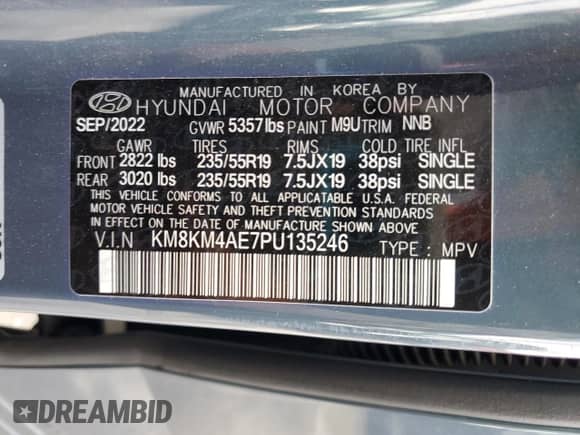 MANUFACTURED IN KOREA BY
HYUNDAI MOTOR COMPANY
SEP/2022 GVWR 5357lbs PAINT M9U TRIM NNB
GAWR TIRES RIMS COLD TIRE INFL.
FRONT 2822 lbs 235/55R19 7.5JX19 38psi SINGLE
REAR 3020 lbs 235/55R19 7.5JX19 38psi SINGLE
THIS VEHICLE CONFORMS TO ALL APPLICABLE U.S.A. FEDERAL
MOTOR VEHICLE SAFETY AND THEFT PREVENTION STANDARDS
IN EFFECT ON THE DATE OF MANUFACTURE SHOWN ABOVE
V.I.N KM8KM4AE7PU135246 TYPE : MPV
DREAMBID